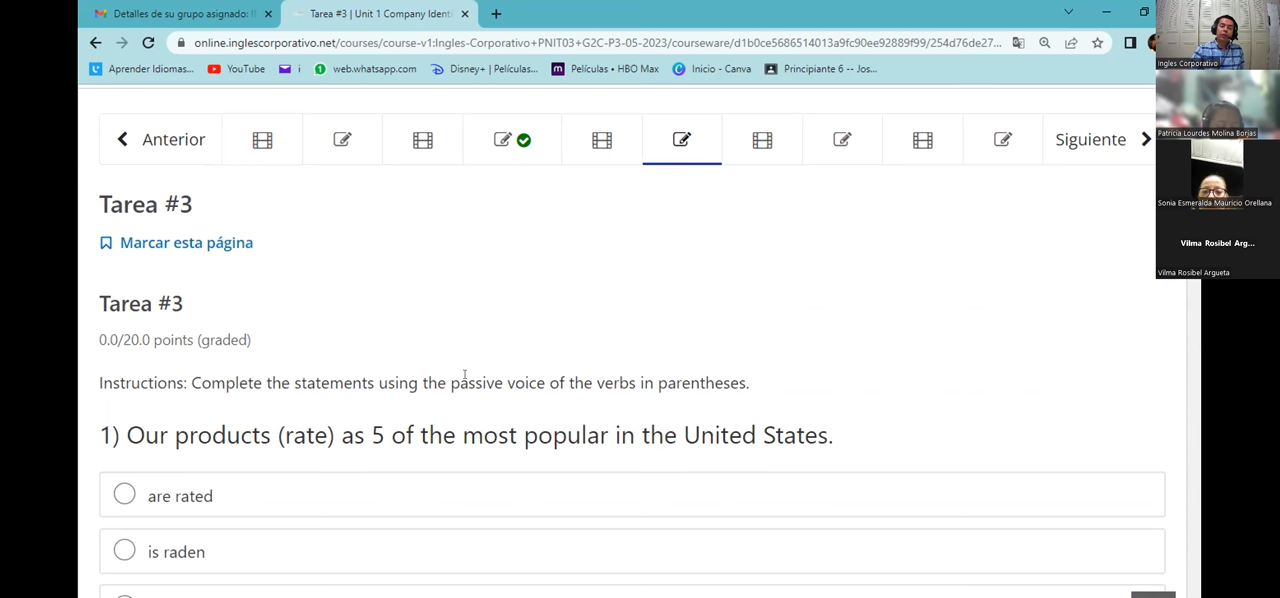 Detalles de su grupo asignado: I
Tarea #3 | Unit 1 Company Identi
online.inglescorporativo.net/courses/course-v1:Ingles-Corporativo+PNIT03+G2C-P3-05-2023/courseware/d1b0ce5686514013a9fc90ee92889f99/254d76de27...
Aprender Idiomas...
YouTube
i
web.whatsapp.com
Disney+ | Películas...
Películas • HBO Max
Inicio - Canva
Principiante 6 -- Jos...
Ingles Corporativo
Patricia Lourdes Molina Borjas
Sonia Esmeralda Mauricio Orellana
Vilma Rosibel Arg...
Vilma Rosibel Argueta
Anterior
Siguiente
Tarea #3
Marcar esta página
Tarea #3
0.0/20.0 points (graded)
Instructions: Complete the statements using the passive voice of the verbs in parentheses.
1) Our products (rate) as 5 of the most popular in the United States.
are rated
is raden